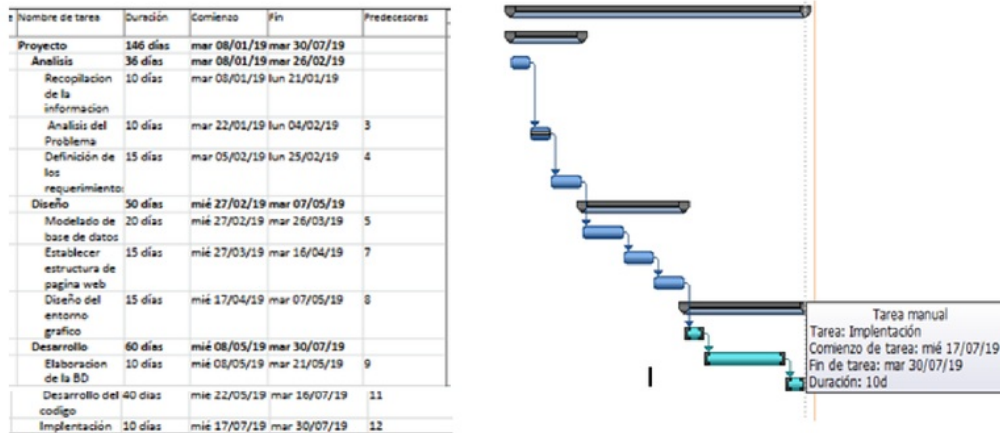 e Nombre de tarea Duración Comienzo Fin Predecesoras
Proyecto 146 días mar 08/01/19 mar 30/07/19
Analisis 36 días mar 08/01/19 mar 26/02/19
Recopilacion 10 días mar 08/01/19 lun 21/01/19
de la
informacion
Analisis del 10 días mar 22/01/19 lun 04/02/19 3
Problema
Definición de 15 días mar 05/02/19 lun 25/02/19 4
los
requerimientos
Diseño 50 días mié 27/02/19 mar 07/05/19
Modelado de 20 días mié 27/02/19 mar 26/03/19 5
base de datos
Establecer 15 días mié 27/03/19 mar 16/04/19 7
estructura de
pagina web
Diseño del 15 días mié 17/04/19 mar 07/05/19 8
entorno
grafico
Desarrollo 60 días mié 08/05/19 mar 30/07/19
Elaboracion 10 días mié 08/05/19 mar 21/05/19 9
de la BD
Desarrollo del 40 dias mie 22/05/19 mar 16/07/19 11
codigo
Implentación 10 días mié 17/07/19 mar 30/07/19 12
Tarea manual
Tarea: Implentación
Comienzo de tarea: mié 17/07/19
Fin de tarea: mar 30/07/19
Duración: 10d